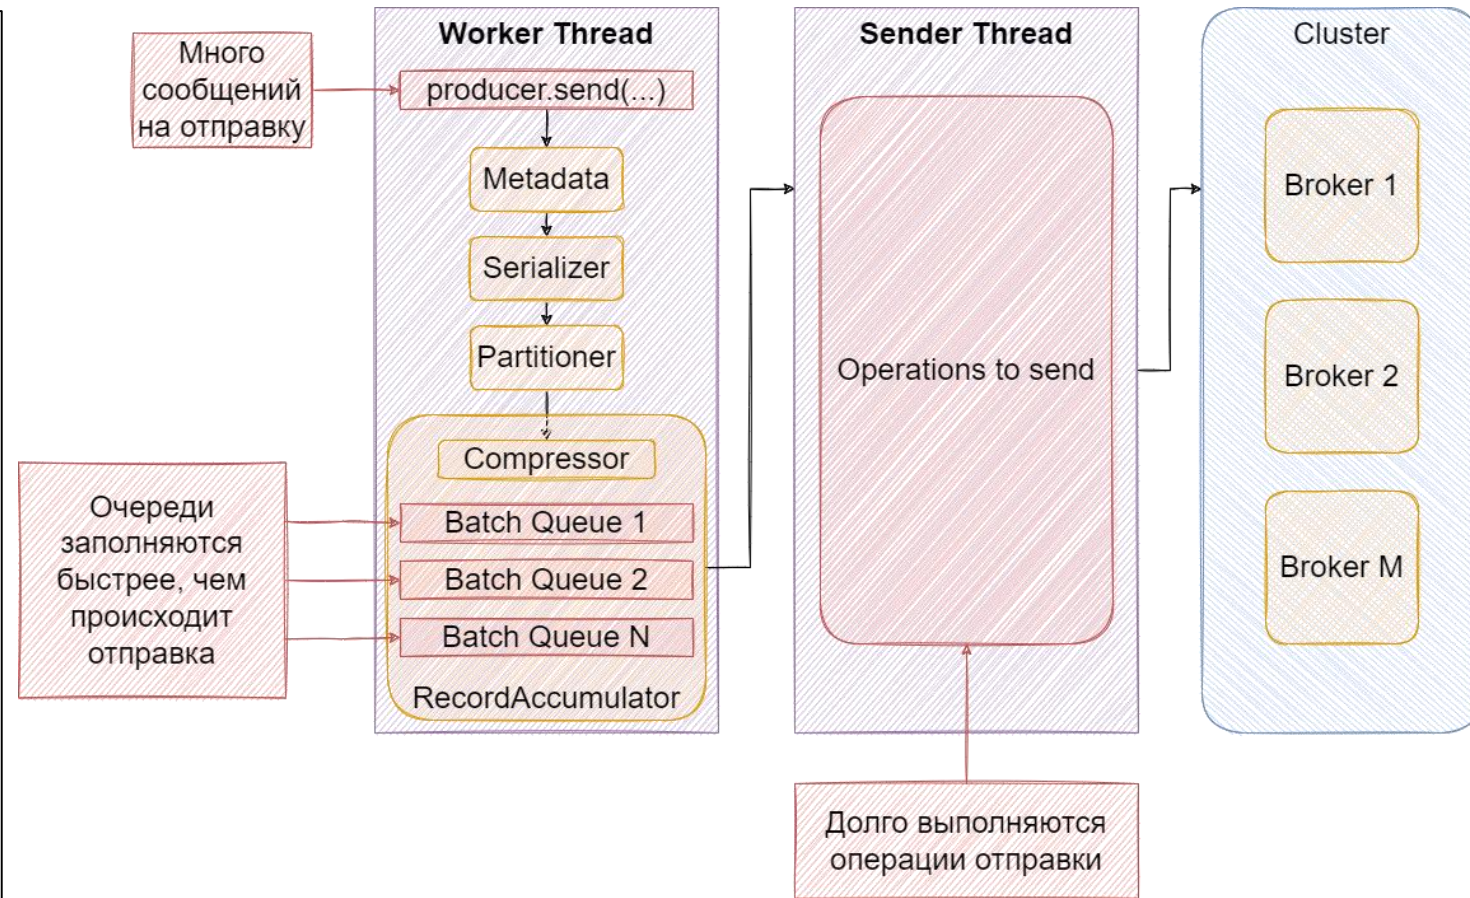 Много
сообщений
на отправку
Worker Thread
producer.send(...)
Metadata
Serializer
Partitioner
Compressor
Batch Queue 1
Batch Queue 2
Batch Queue N
RecordAccumulator
Очереди
заполняются
быстрее, чем
происходит
отправка
Sender Thread
Operations to send
Долго выполняются
операции отправки
Cluster
Broker 1
Broker 2
Broker M